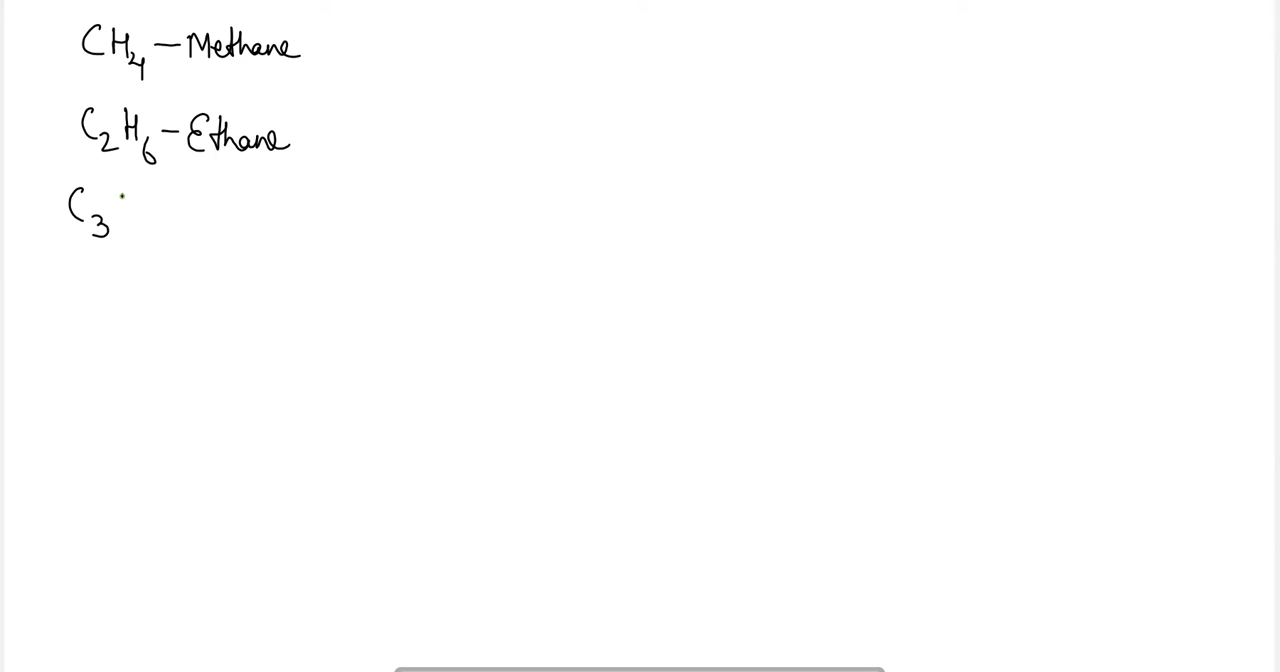 CH₄ – Methane
C₂H₆ – Ethane
C₃